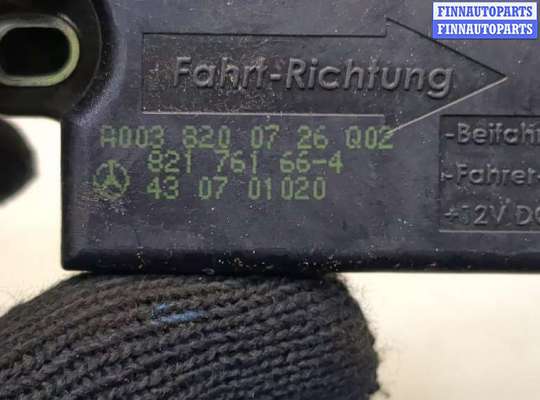 FINNAUTOPARTS
FINNAUTOPARTS
Fahrt-Richtung
A003 820 07 26 Q02
821 761 66-4
43 07 01020
-Beifah
-Fahrer-
+12V DC